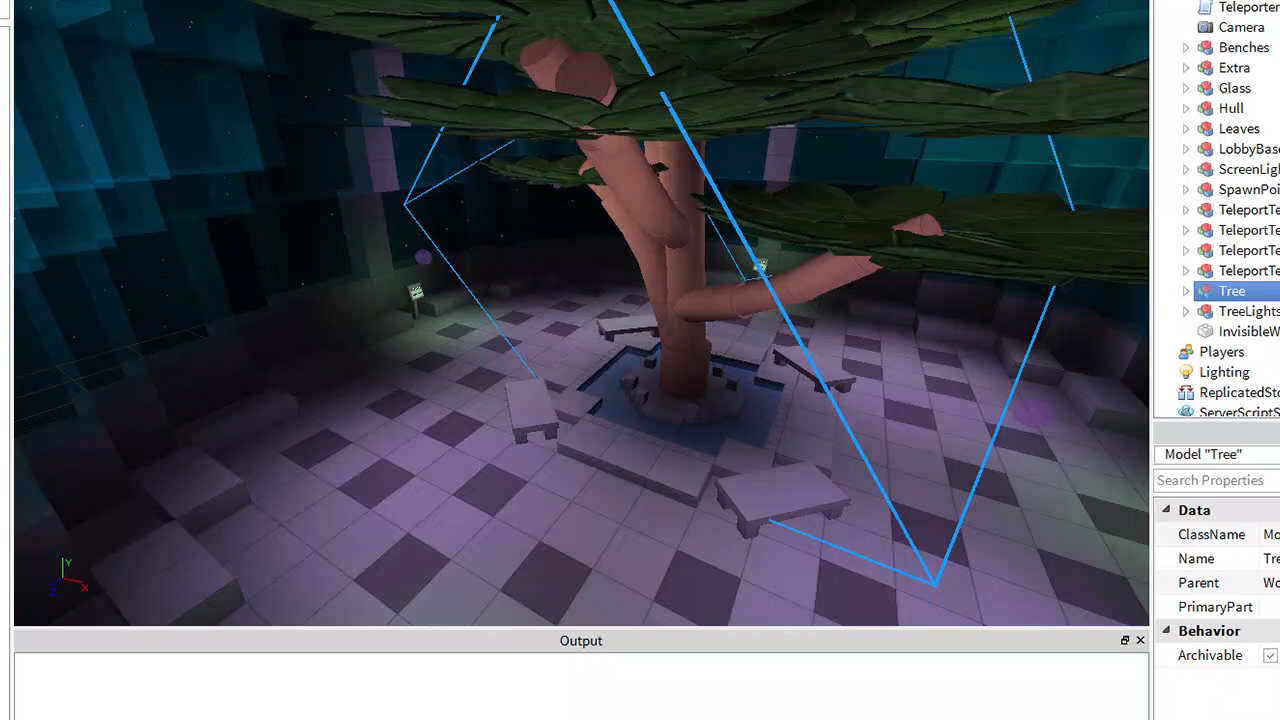 Teleporter
Camera
Benches
Extra
Glass
Hull
Leaves
LobbyBase
ScreenLigh
SpawnPoi
TeleportTe
TeleportTe
TeleportTe
TeleportTe
Tree
TreeLights
InvisibleW
Players
Lighting
ReplicatedSto
ServerScriptS
Model "Tree"
Search Properties
Data
ClassName Mo
Name Tre
Parent Wo
PrimaryPart
Behavior
Archivable
Y
X
Z
Output